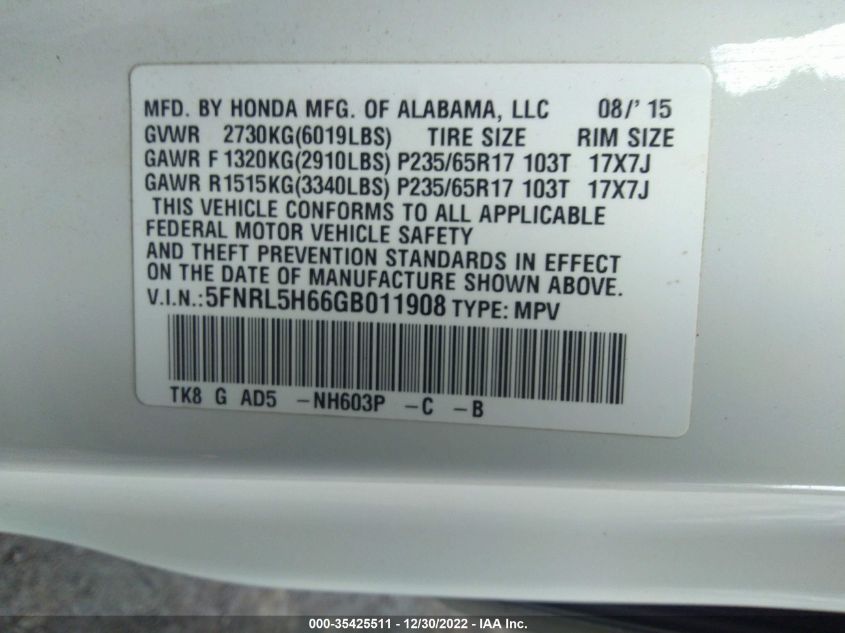 MFD. BY HONDA MFG. OF ALABAMA, LLC 08/'15
GVWR 2730KG(6019LBS) TIRE SIZE RIM SIZE
GAWR F 1320KG(2910LBS) P235/65R17 103T 17X7J
GAWR R1515KG(3340LBS) P235/65R17 103T 17X7J
THIS VEHICLE CONFORMS TO ALL APPLICABLE
FEDERAL MOTOR VEHICLE SAFETY
AND THEFT PREVENTION STANDARDS IN EFFECT
ON THE DATE OF MANUFACTURE SHOWN ABOVE.
V.I.N.:5FNRL5H66GB011908 TYPE: MPV
TK8 G AD5 -NH603P -C -B
000-35425511 - 12/30/2022 - IAA Inc.